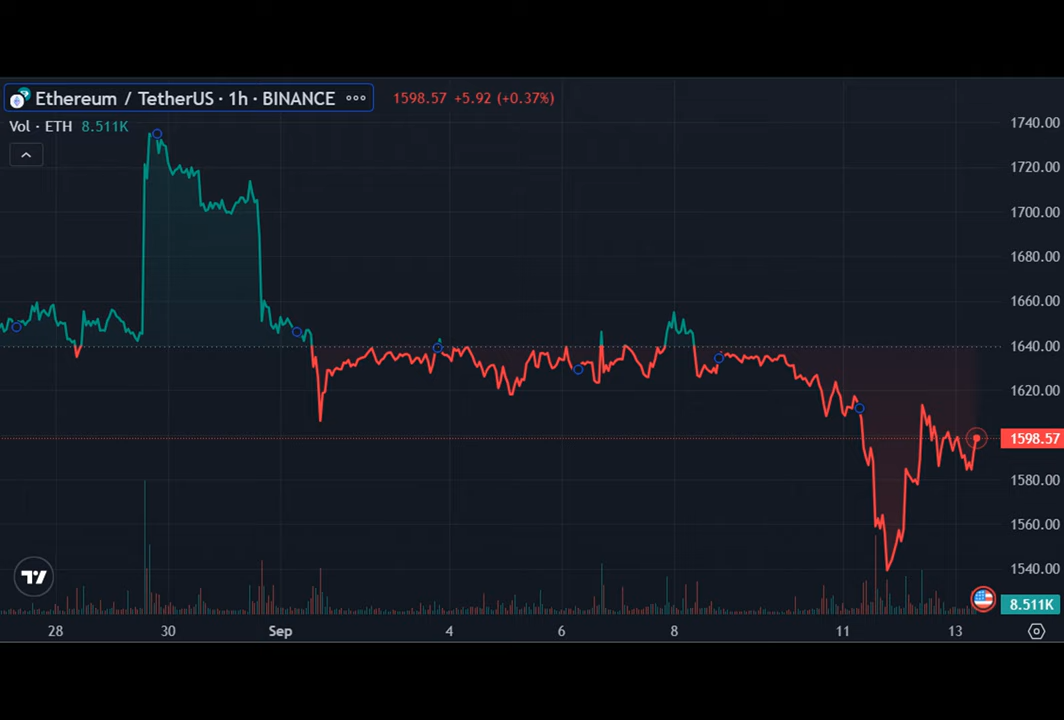 Ethereum / TetherUS · 1h · BINANCE 1598.57 +5.92 (+0.37%)
Vol · ETH 8.511K
1740.00
1720.00
1700.00
1680.00
1660.00
1640.00
1620.00
1598.57
1580.00
1560.00
1540.00
8.511K
28 30 Sep 4 6 8 11 13